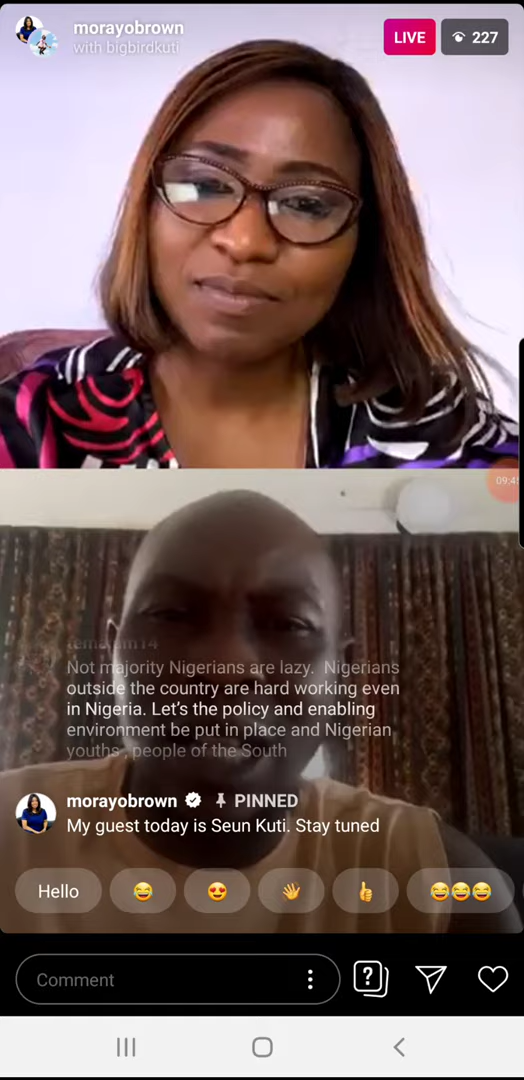 morayobrown
with bigbirdkuti
LIVE
227
09:4
Not majority Nigerians are lazy. Nigerians
outside the country are hard working even
in Nigeria. Let's the policy and enabling
environment be put in place and Nigerian
youths , people of the South
morayobrown PINNED
My guest today is Seun Kuti. Stay tuned
Hello
Comment